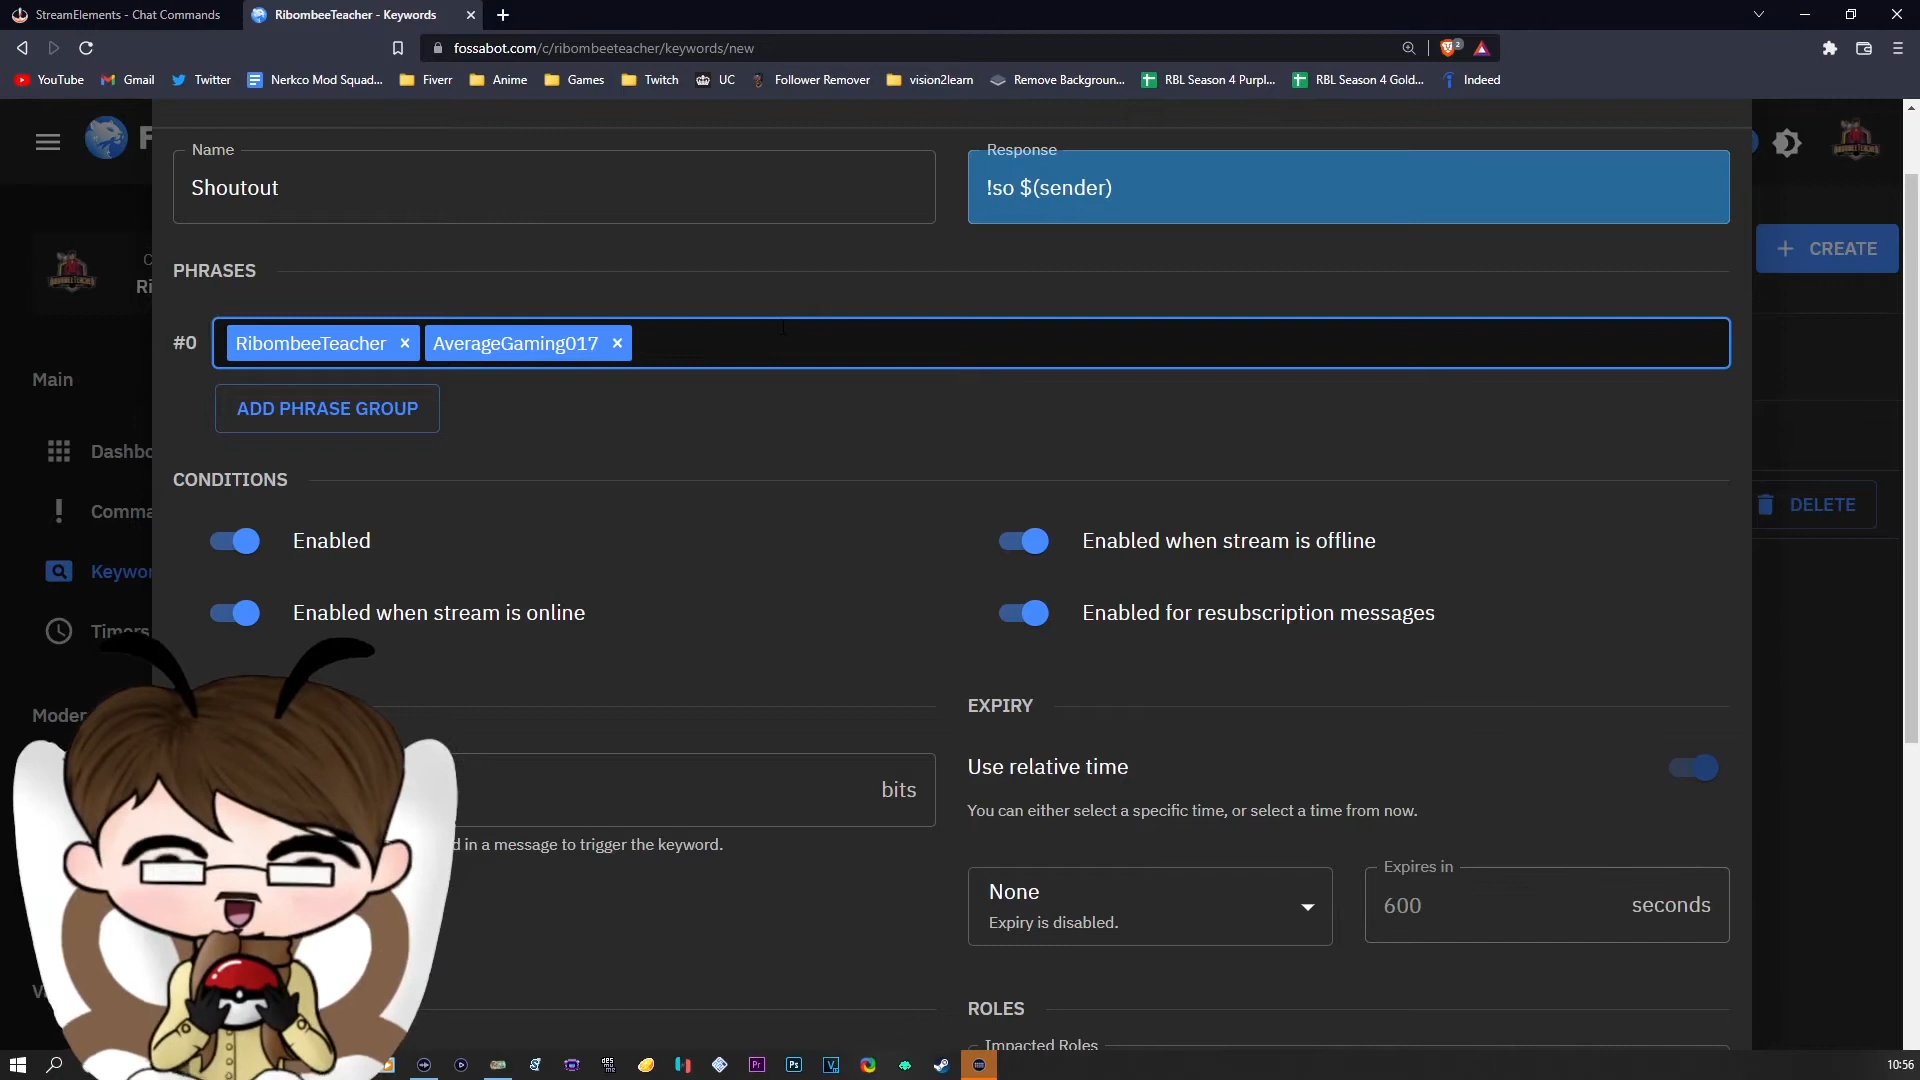 StreamElements - Chat Commands
RibombeeTeacher - Keywords
fossabot.com/c/ribombeeteacher/keywords/new
2
YouTube
Gmail
Twitter
Nerkco Mod Squad...
Fiverr
Anime
Games
Twitch
UC
Follower Remover
vision2learn
Remove Backgroun...
RBL Season 4 Purpl...
RBL Season 4 Gold...
Indeed
F
Name
Shoutout
Response
!so $(sender)
CREATE
C
Ri
PHRASES
#0
RibombeeTeacher ×
AverageGaming017 ×
ADD PHRASE GROUP
Main
Dashbo
Comma
Keywor
Timers
CONDITIONS
Enabled
Enabled when stream is offline
Enabled when stream is online
Enabled for resubscription messages
DELETE
Moder
bits
d in a message to trigger the keyword.
EXPIRY
Use relative time
You can either select a specific time, or select a time from now.
None
Expiry is disabled.
Expires in
600
seconds
ROLES
Impacted Roles
Pr
Ps
10:56